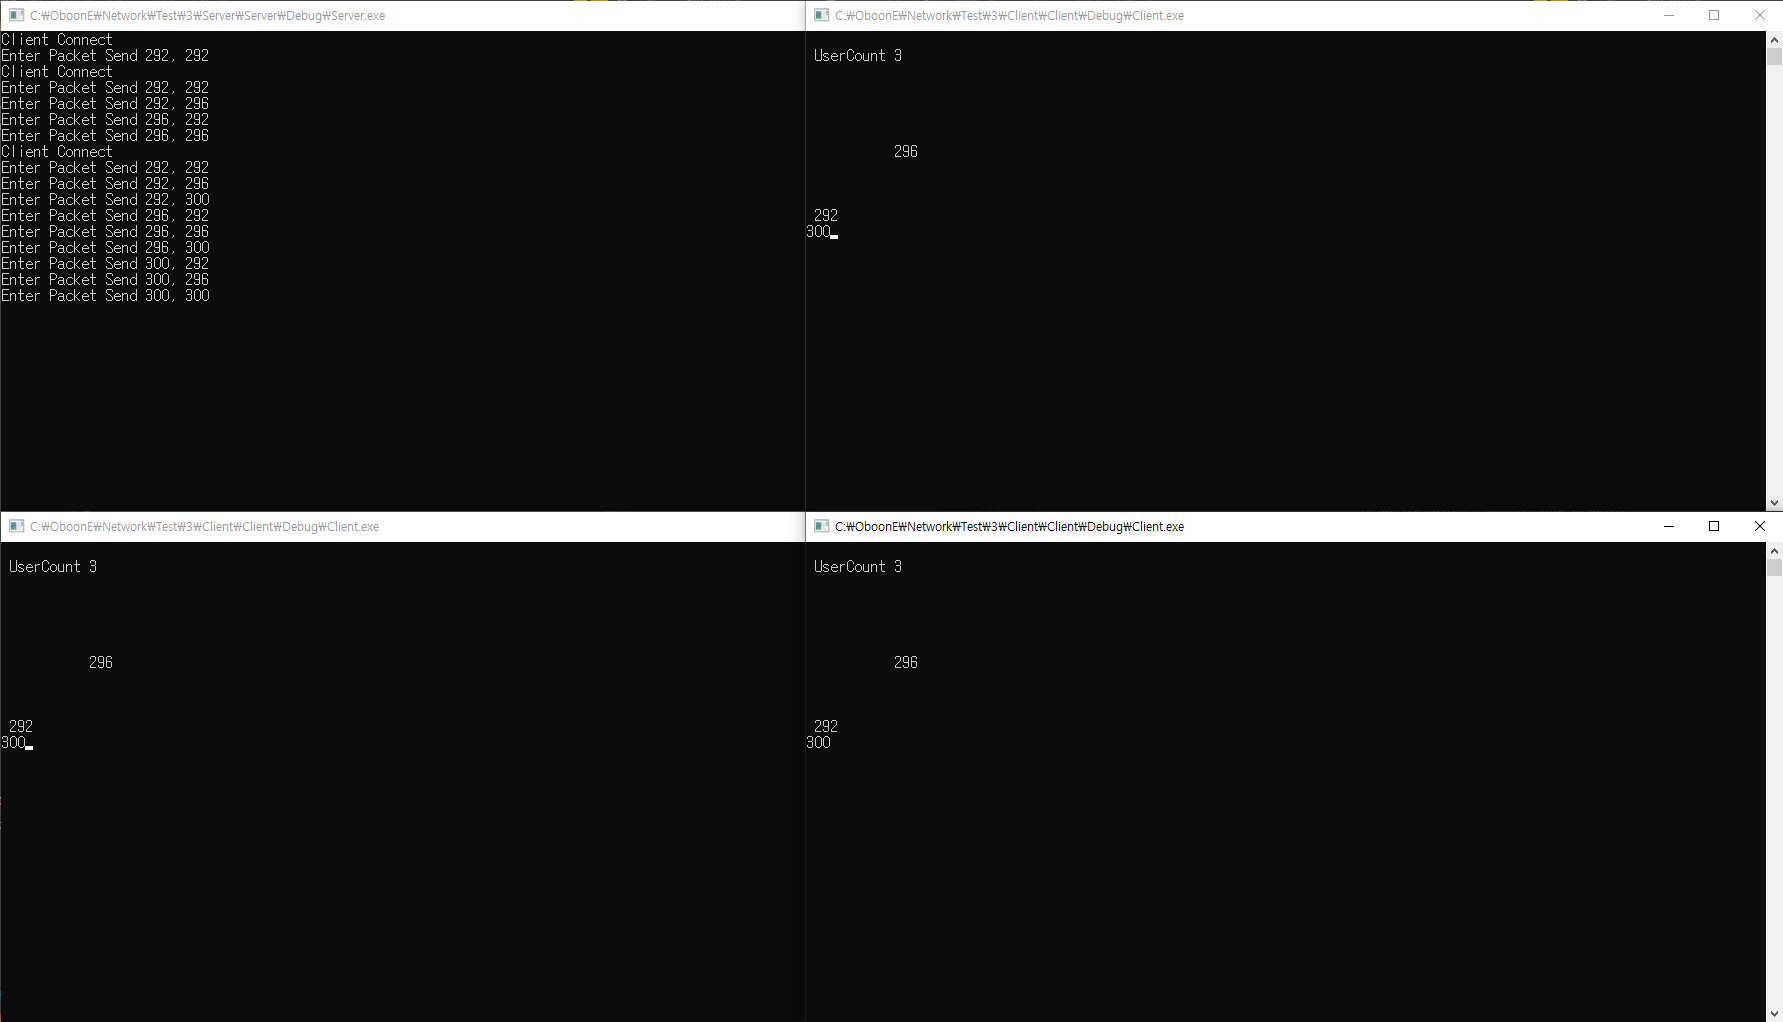 C:₩OboonE₩Network₩Test₩3₩Server₩Server₩Debug₩Server.exe
Client Connect
Enter Packet Send 292, 292
Client Connect
Enter Packet Send 292, 292
Enter Packet Send 292, 296
Enter Packet Send 296, 292
Enter Packet Send 296, 296
Client Connect
Enter Packet Send 292, 292
Enter Packet Send 292, 296
Enter Packet Send 292, 300
Enter Packet Send 296, 292
Enter Packet Send 296, 296
Enter Packet Send 296, 300
Enter Packet Send 300, 292
Enter Packet Send 300, 296
Enter Packet Send 300, 300
C:₩OboonE₩Network₩Test₩3₩Client₩Client₩Debug₩Client.exe
UserCount 3
296
292
300
C:₩OboonE₩Network₩Test₩3₩Client₩Client₩Debug₩Client.exe
UserCount 3
296
292
300
C:₩OboonE₩Network₩Test₩3₩Client₩Client₩Debug₩Client.exe
UserCount 3
296
292
300